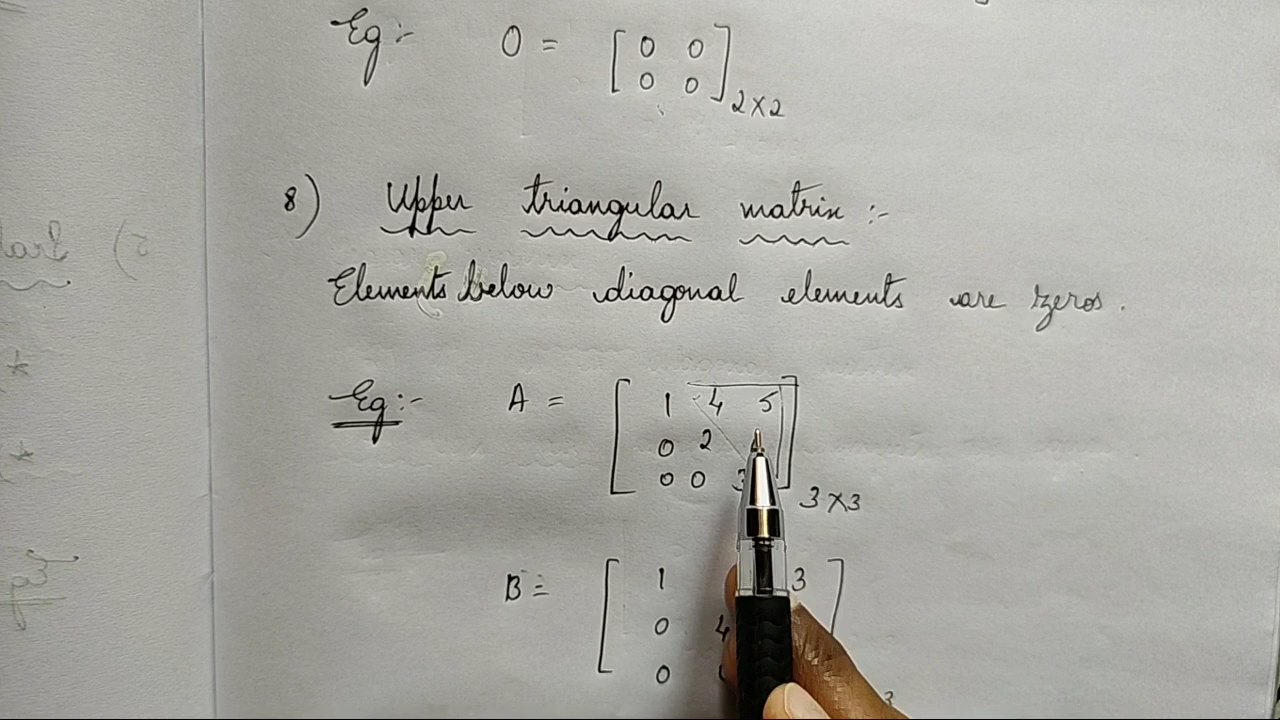 Eg:- O = [ 0 0
0 0 ] 2×2
8) Upper triangular matrix :-
Elements below diagonal elements are zeros.
Eg:- A = [ 1 4 5
0 2
0 0 3 ] 3×3
B = [ 1 3
0 4
0 ]
3